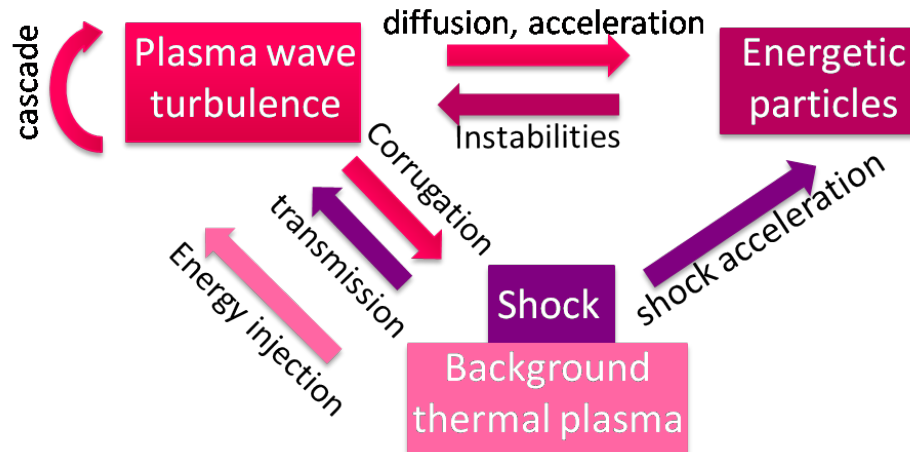 diffusion, acceleration
cascade
Plasma wave
turbulence
Energetic
particles
Instabilities
Corrugation
transmission
Energy injection
shock acceleration
Shock
Background
thermal plasma